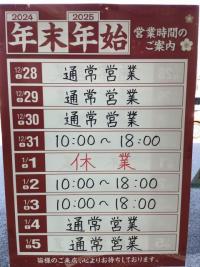 2024 2025
年末年始
営業時間の
ご案内
12/28 通常営業
12/29 通常営業
12/30 通常営業
12/31 10:00～18:00
1/1 休業
1/2 10:00～18:00
1/3 10:00～18:00
1/4 通常営業
1/5 通常営業
皆様のご来店、心よりお待ちしております。